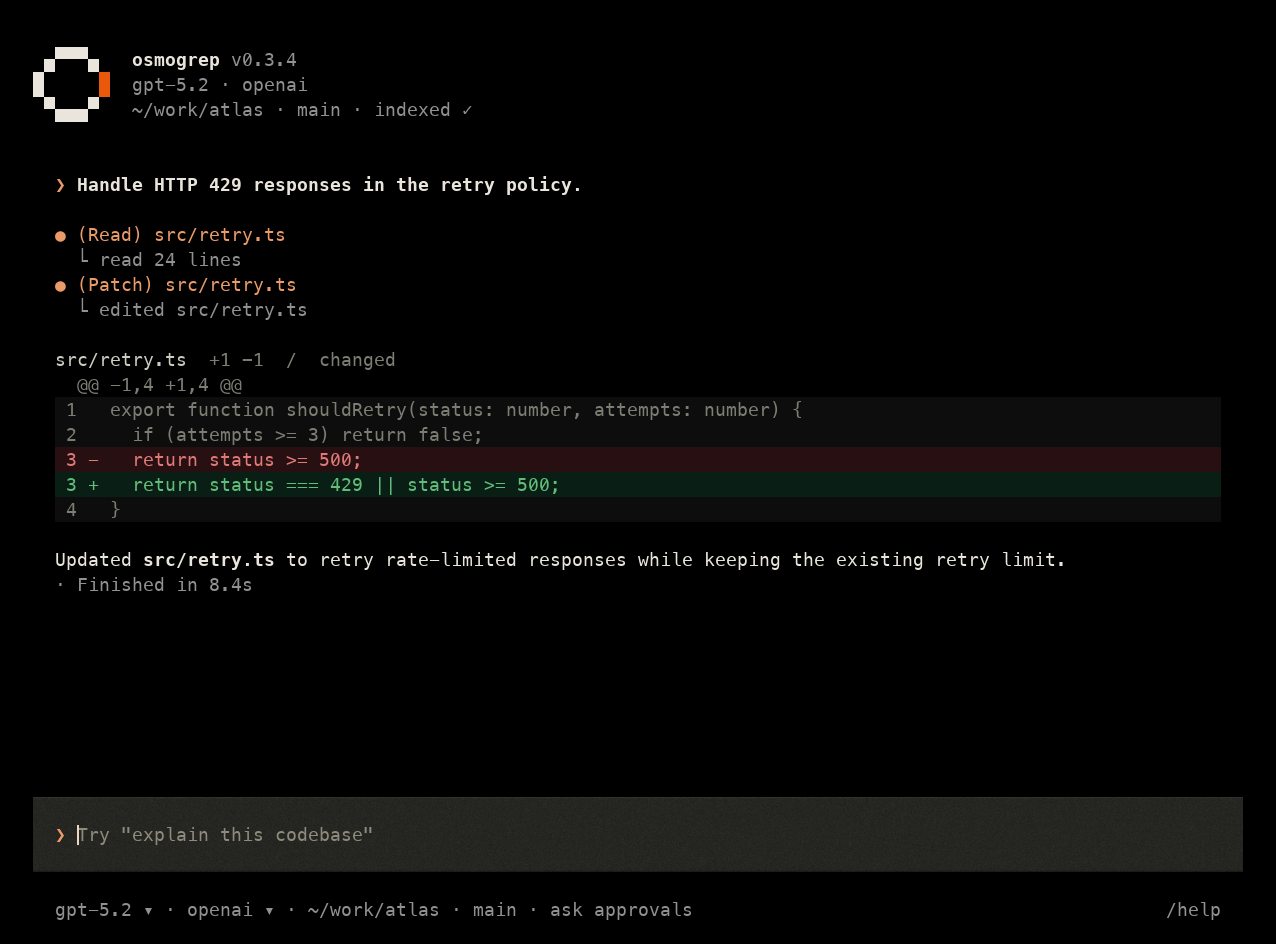 osmogrep v0.3.4
gpt-5.2 · openai
~/work/atlas · main · indexed ✓
❯ Handle HTTP 429 responses in the retry policy.
● (Read) src/retry.ts
└ read 24 lines
● (Patch) src/retry.ts
└ edited src/retry.ts
src/retry.ts  +1 −1  /  changed
@@ −1,4 +1,4 @@
1   export function shouldRetry(status: number, attempts: number) {
2     if (attempts >= 3) return false;
3 −   return status >= 500;
3 +   return status === 429 || status >= 500;
4   }
Updated src/retry.ts to retry rate-limited responses while keeping the existing retry limit.
· Finished in 8.4s
❯ Try "explain this codebase"
gpt-5.2 ▾ · openai ▾ · ~/work/atlas · main · ask approvals /help